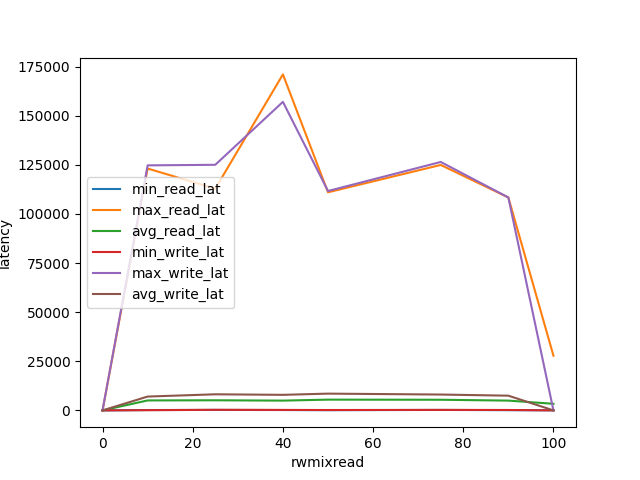 175000
150000
125000
100000
75000
50000
25000
0
latency
min_read_lat
max_read_lat
avg_read_lat
min_write_lat
max_write_lat
avg_write_lat
0 20 40 60 80 100
rwmixread